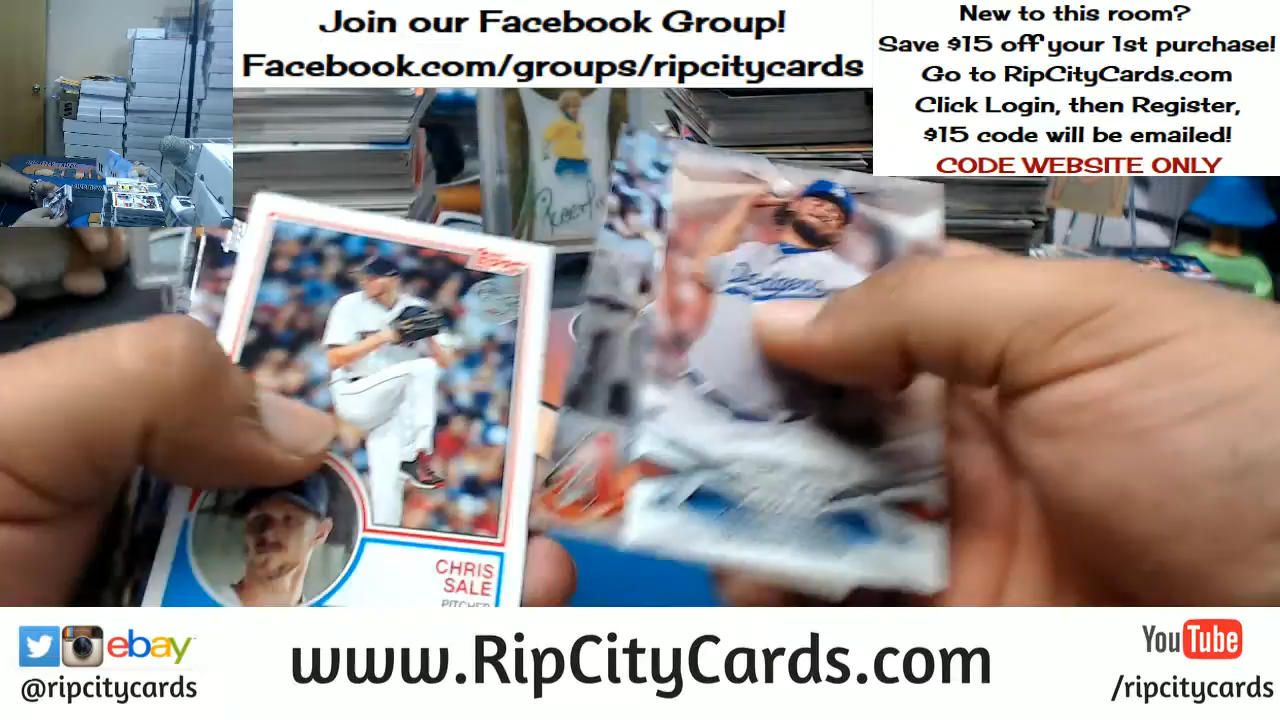 Join our Facebook Group!
Facebook.com/groups/ripcitycards
New to this room?
Save $15 off your 1st purchase!
Go to RipCityCards.com
Click Login, then Register,
$15 code will be emailed!
CODE WEBSITE ONLY
Topps
Dodgers
CHRIS
SALE
PITCHER
ebay
@ripcitycards
www.RipCityCards.com
YouTube
/ripcitycards